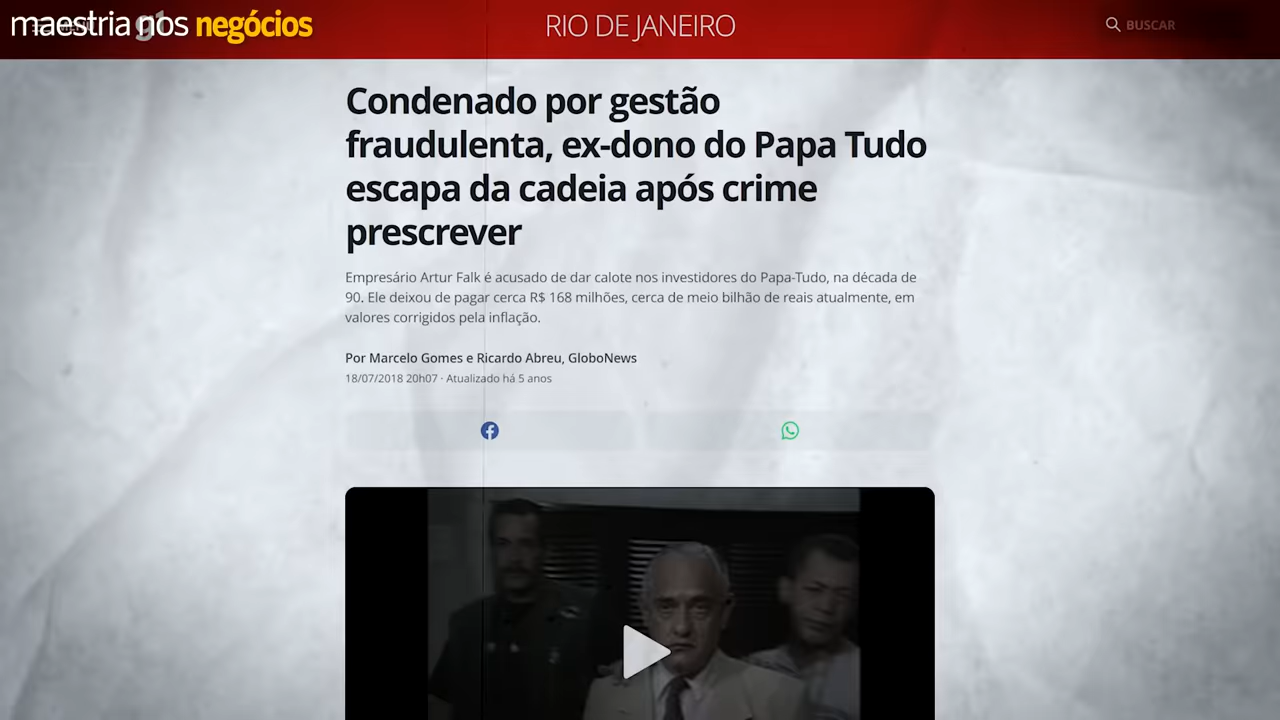 maestria nos negócios
g1
RIO DE JANEIRO
BUSCAR
Condenado por gestão
fraudulenta, ex-dono do Papa Tudo
escapa da cadeia após crime
prescrever
Empresário Artur Falk é acusado de dar calote nos investidores do Papa-Tudo, na década de
90. Ele deixou de pagar cerca R$ 168 milhões, cerca de meio bilhão de reais atualmente, em
valores corrigidos pela inflação.
Por Marcelo Gomes e Ricardo Abreu, GloboNews
18/07/2018 20h07 · Atualizado há 5 anos